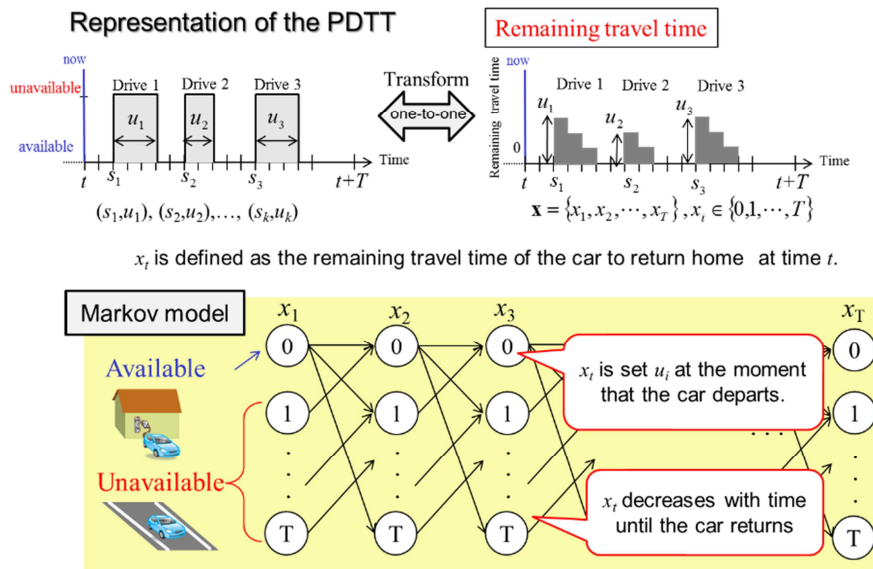 Representation of the PDTT
Remaining travel time
now
unavailable
available
Drive 1
Drive 2
Drive 3
u1
u2
u3
Time
t
s1
s2
s3
t+T
(s1,u1), (s2,u2),…, (sk,uk)
Transform
one-to-one
now
Remaining travel time
0
Drive 1
Drive 2
Drive 3
u1
u2
u3
Time
t
s1
s2
s3
t+T
x = {x1, x2, ⋯, xT}, xt ∈ {0,1,⋯,T}
xt is defined as the remaining travel time of the car to return home at time t.
Markov model
x1
x2
x3
xT
0
0
0
0
Available
xt is set ui at the moment
that the car departs.
1
1
1
1
. . .
Unavailable
xt decreases with time
until the car returns
T
T
T
T